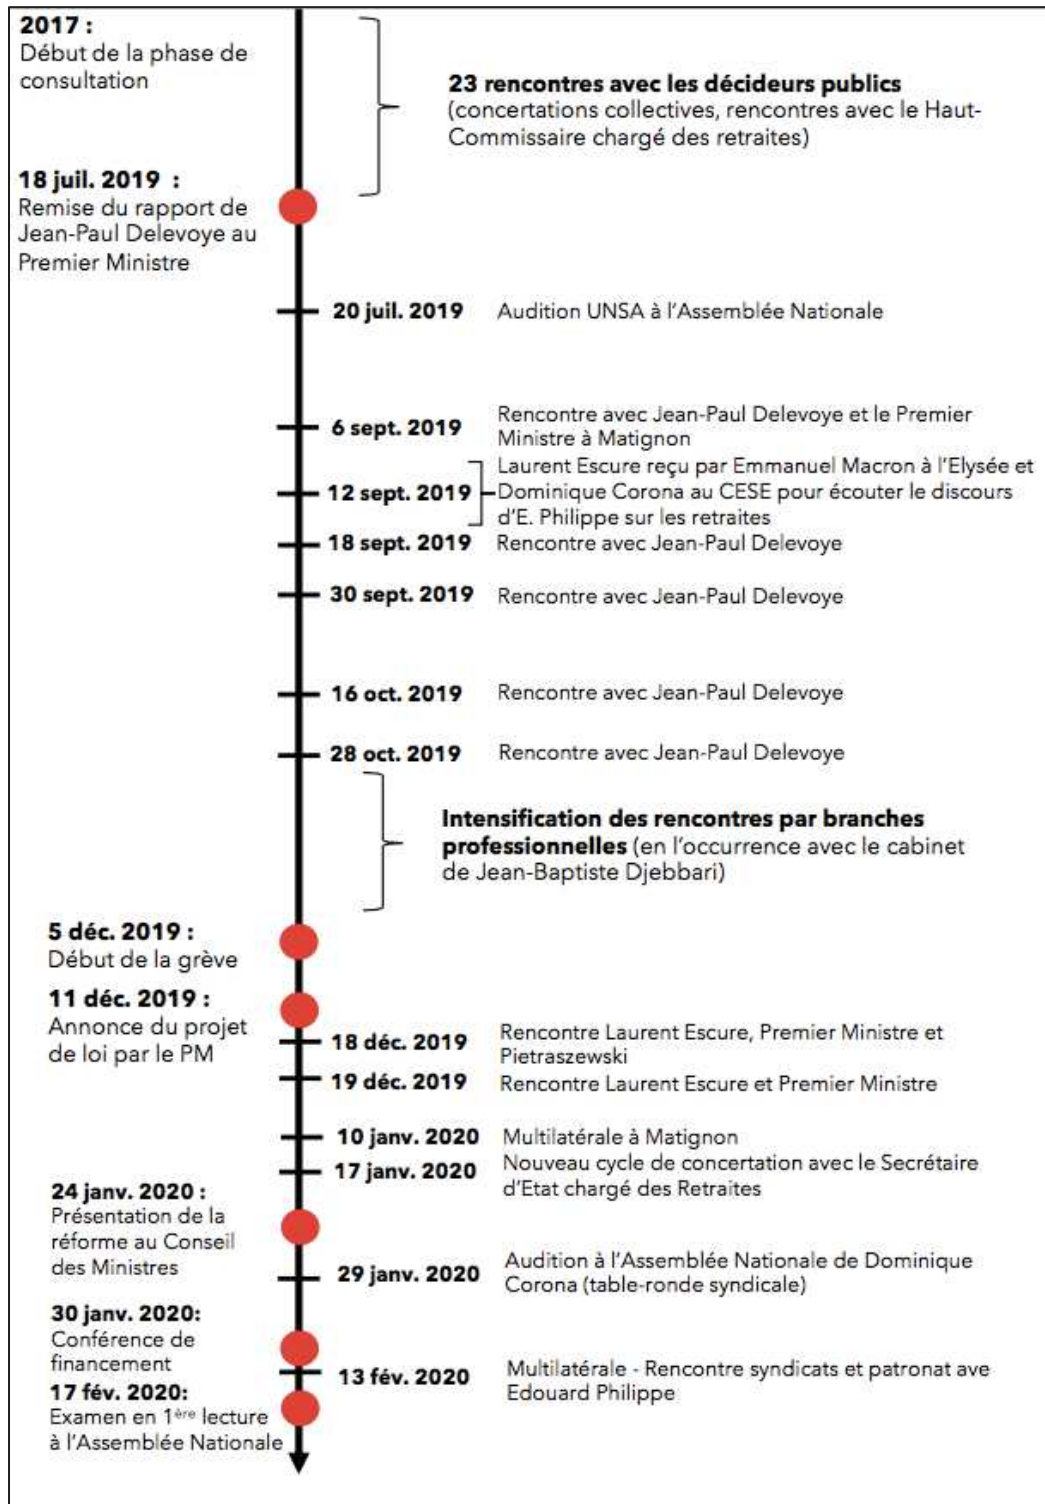 2017 :
Début de la phase de
consultation
23 rencontres avec les décideurs publics
(concertations collectives, rencontres avec le Haut-
Commissaire chargé des retraites)
18 juil. 2019 :
Remise du rapport de
Jean-Paul Delevoye au
Premier Ministre
20 juil. 2019 Audition UNSA à l'Assemblée Nationale
6 sept. 2019 Rencontre avec Jean-Paul Delevoye et le Premier
Ministre à Matignon
12 sept. 2019 Laurent Escure reçu par Emmanuel Macron à l'Elysée et
Dominique Corona au CESE pour écouter le discours
d'E. Philippe sur les retraites
18 sept. 2019 Rencontre avec Jean-Paul Delevoye
30 sept. 2019 Rencontre avec Jean-Paul Delevoye
16 oct. 2019 Rencontre avec Jean-Paul Delevoye
28 oct. 2019 Rencontre avec Jean-Paul Delevoye
Intensification des rencontres par branches
professionnelles (en l'occurrence avec le cabinet
de Jean-Baptiste Djebbari)
5 déc. 2019 :
Début de la grève
11 déc. 2019 :
Annonce du projet
de loi par le PM
18 déc. 2019 Rencontre Laurent Escure, Premier Ministre et
Pietraszewski
19 déc. 2019 Rencontre Laurent Escure et Premier Ministre
10 janv. 2020 Multilatérale à Matignon
17 janv. 2020 Nouveau cycle de concertation avec le Secrétaire
d'Etat chargé des Retraites
24 janv. 2020 :
Présentation de la
réforme au Conseil
des Ministres
29 janv. 2020 Audition à l'Assemblée Nationale de Dominique
Corona (table-ronde syndicale)
30 janv. 2020:
Conférence de
financement
13 fév. 2020 Multilatérale - Rencontre syndicats et patronat ave
Edouard Philippe
17 fév. 2020:
Examen en 1ère lecture
à l'Assemblée Nationale